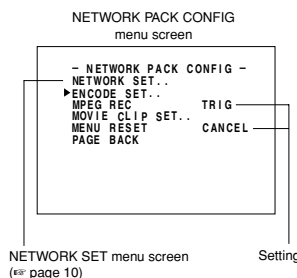 NETWORK PACK CONFIG
menu screen
– NETWORK PACK CONFIG –
NETWORK SET..
▶ENCODE SET..
MPEG REC TRIG
MOVIE CLIP SET..
MENU RESET CANCEL
PAGE BACK
NETWORK SET menu screen
(☞ page 10)
Setting